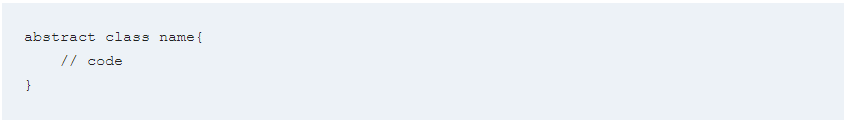 abstract class name{
    // code
}